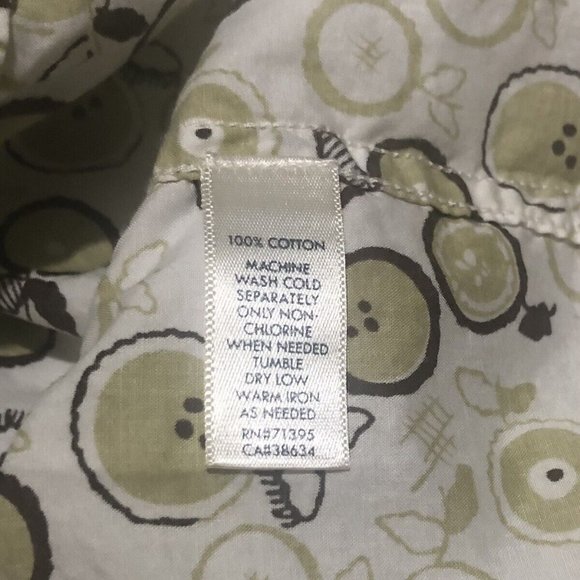 100% COTTON
MACHINE
WASH COLD
SEPARATELY
ONLY NON-
CHLORINE
WHEN NEEDED
TUMBLE
DRY LOW
WARM IRON
AS NEEDED
RN#71395
CA#38634